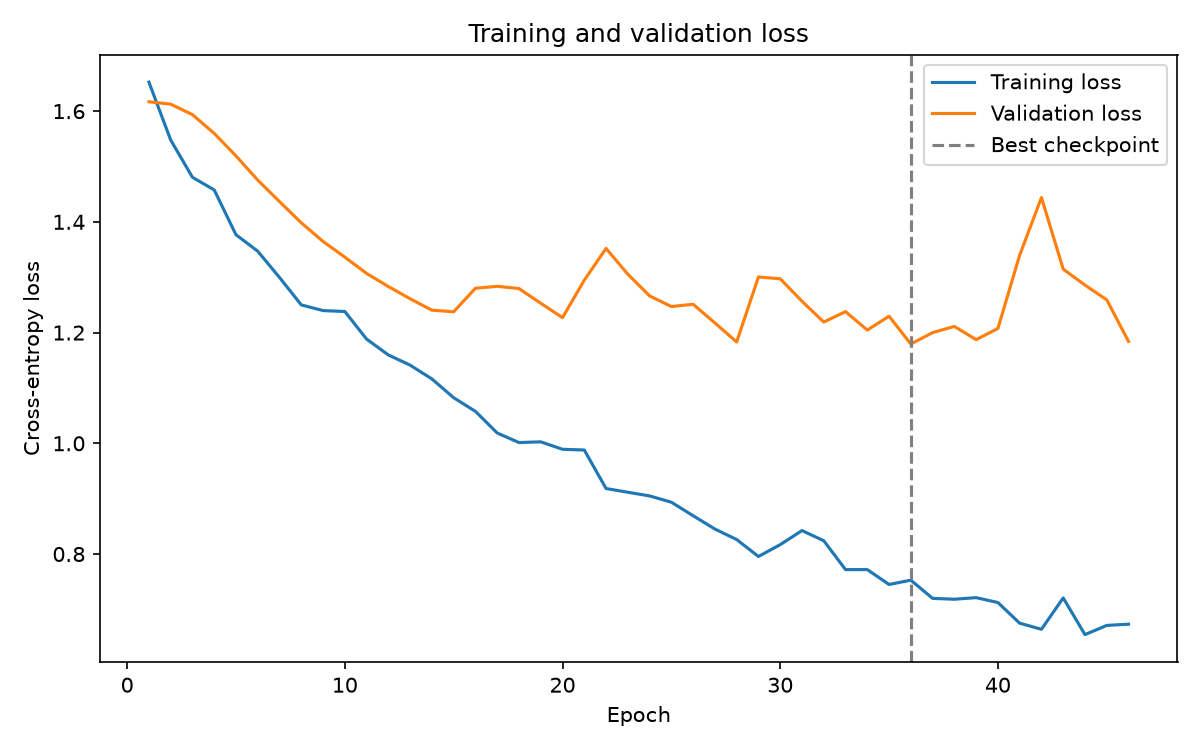 Training and validation loss
Training loss
Validation loss
Best checkpoint
Cross-entropy loss
1.6
1.4
1.2
1.0
0.8
0
10
20
30
40
Epoch